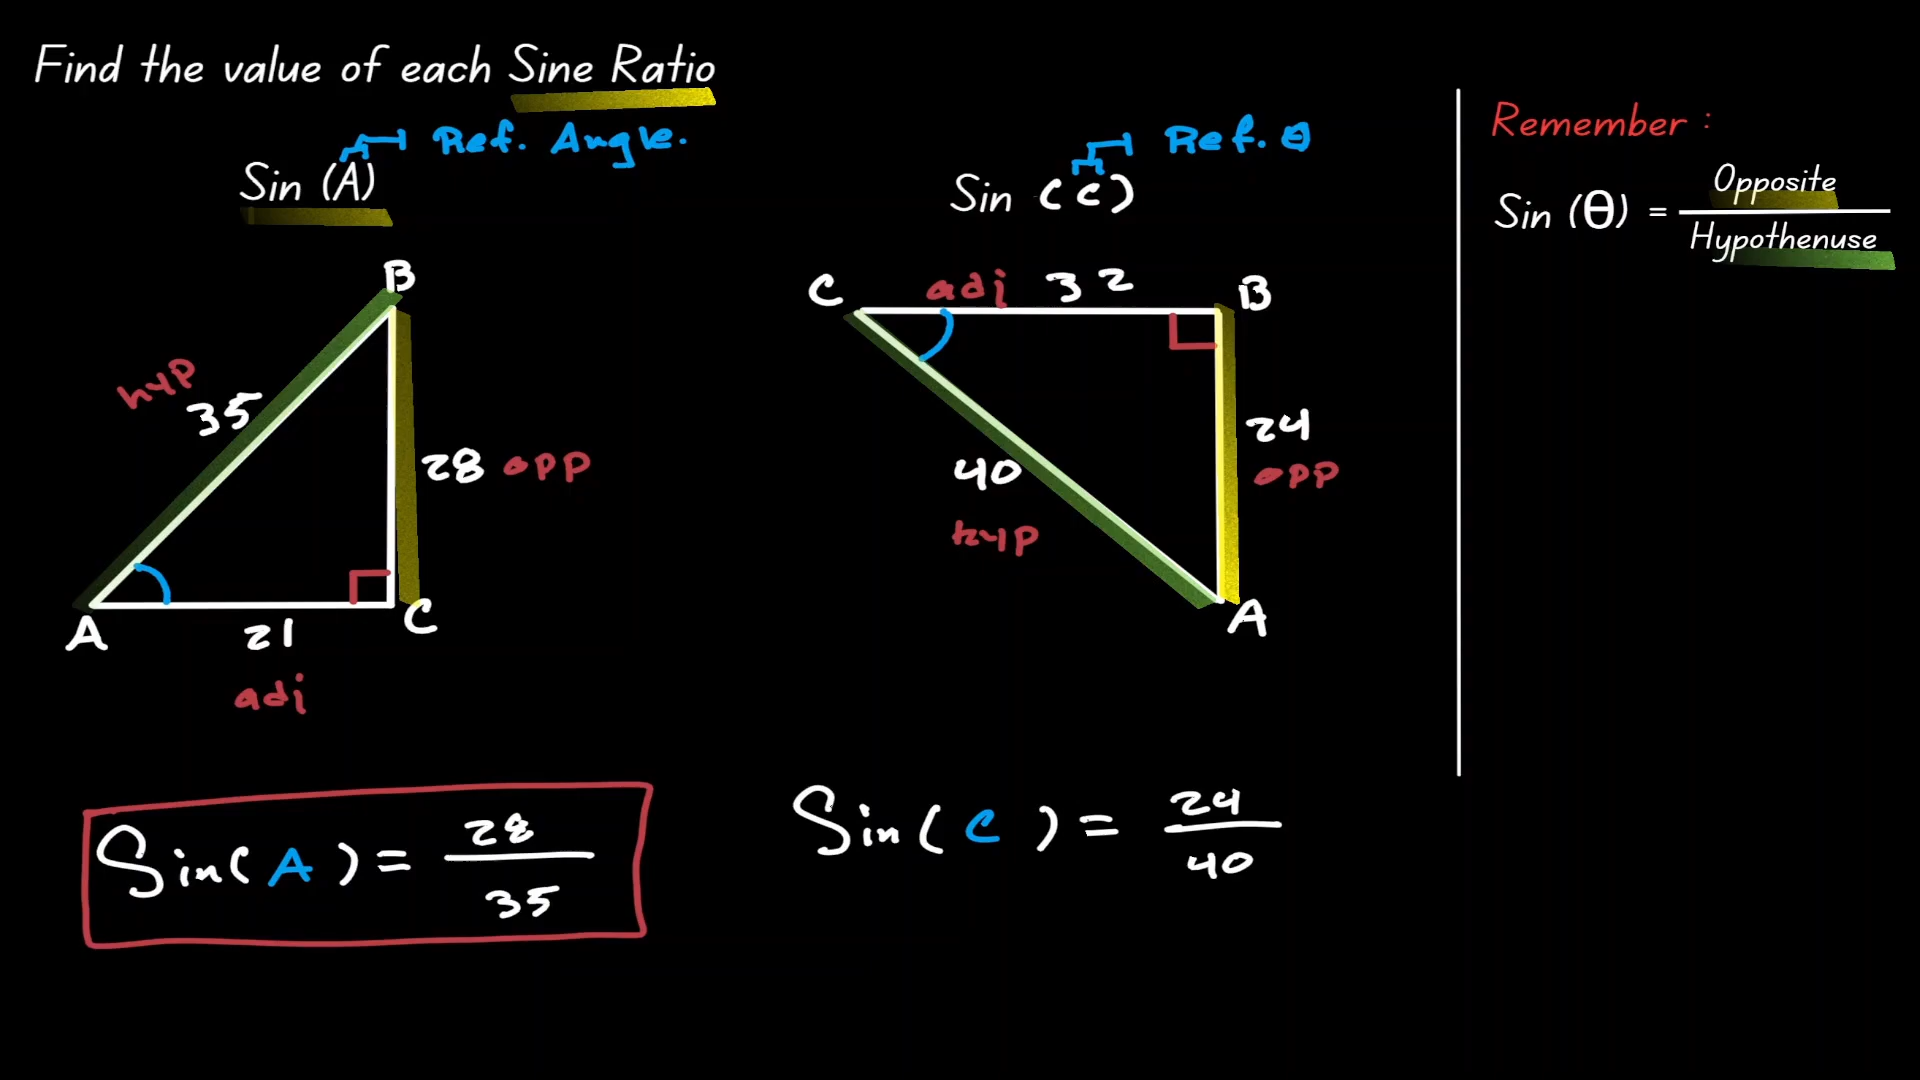 Find the value of each Sine Ratio
Ref. Angle.
Sin (A)
B
hyp
35
28 opp
A
21
C
adj
Sin(A) = 28/35
Ref. θ
Sin (C)
C
adj 32
B
24
opp
40
hyp
A
Sin(C) = 24/40
Remember :
Sin (θ) = Opposite/Hypothenuse